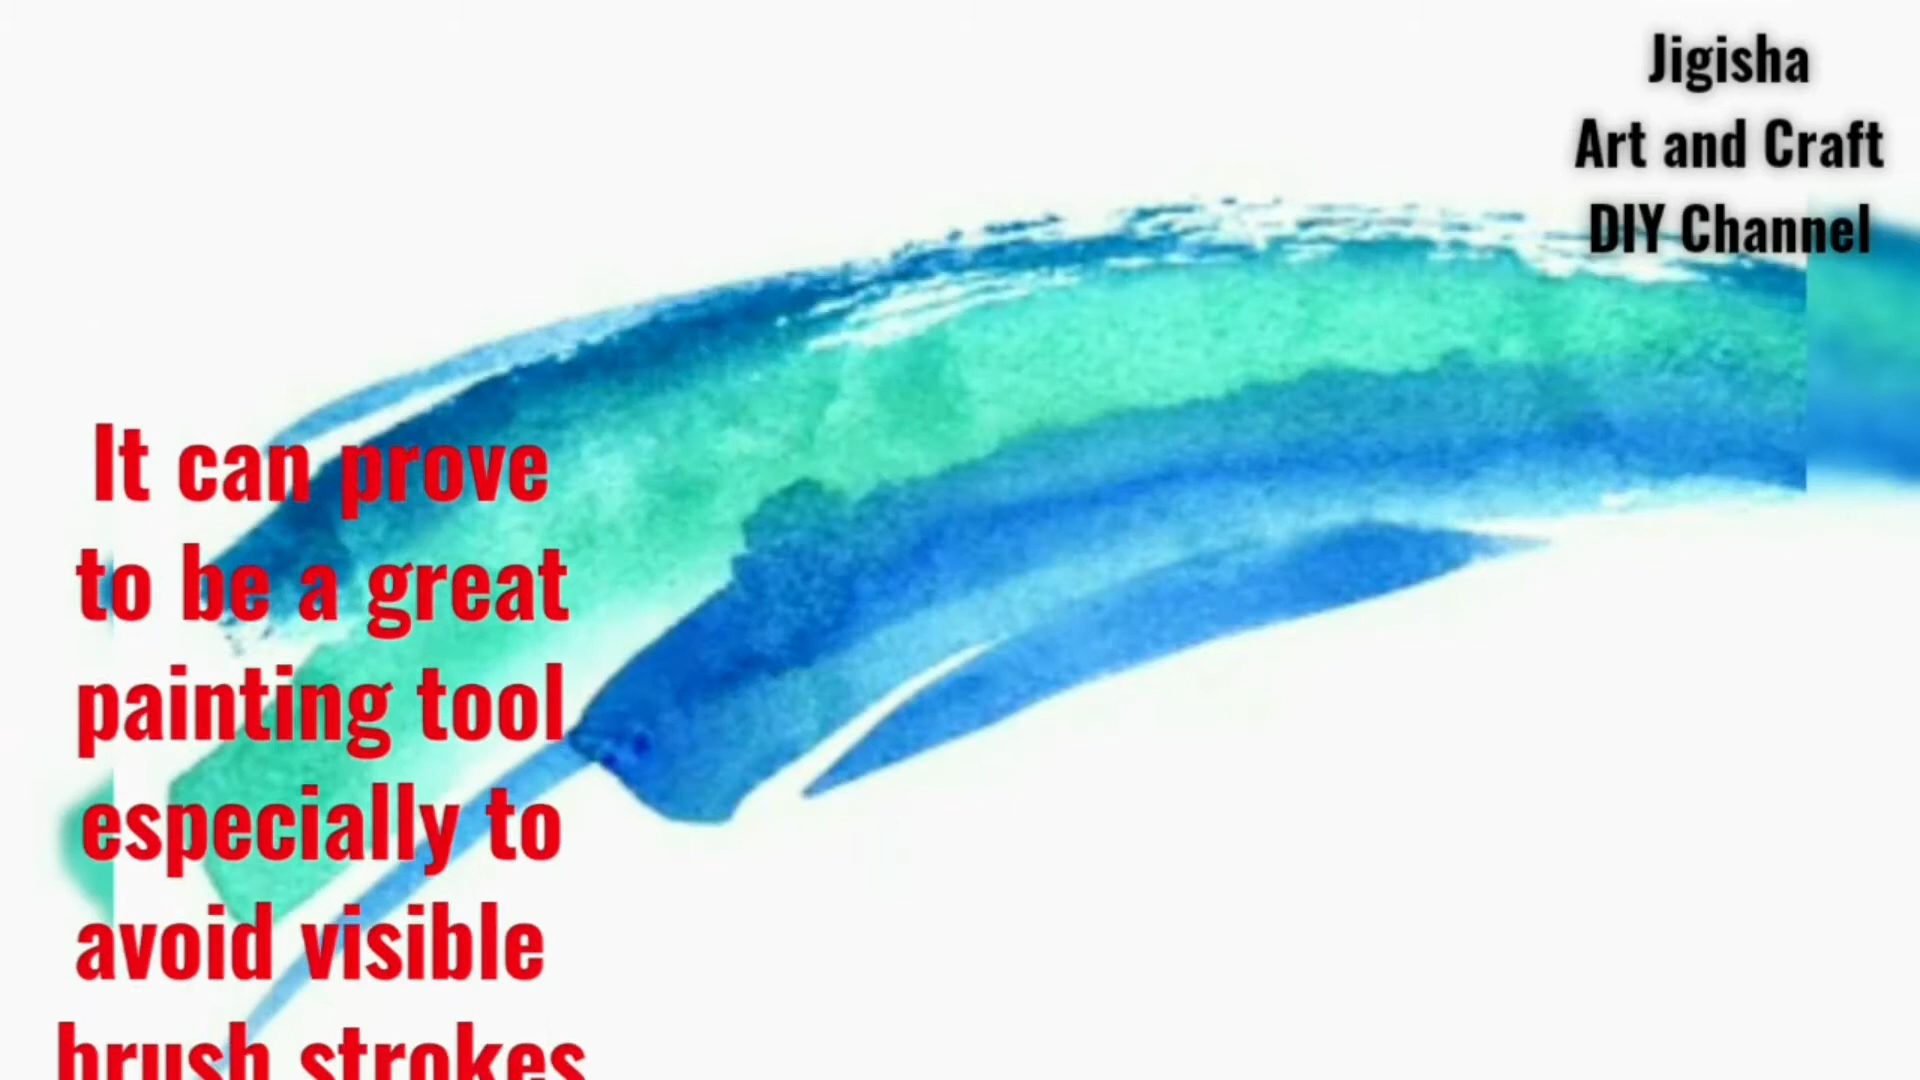 Jigisha
Art and Craft
DIY Channel
It can prove
to be a great
painting tool
especially to
avoid visible
brush strokes